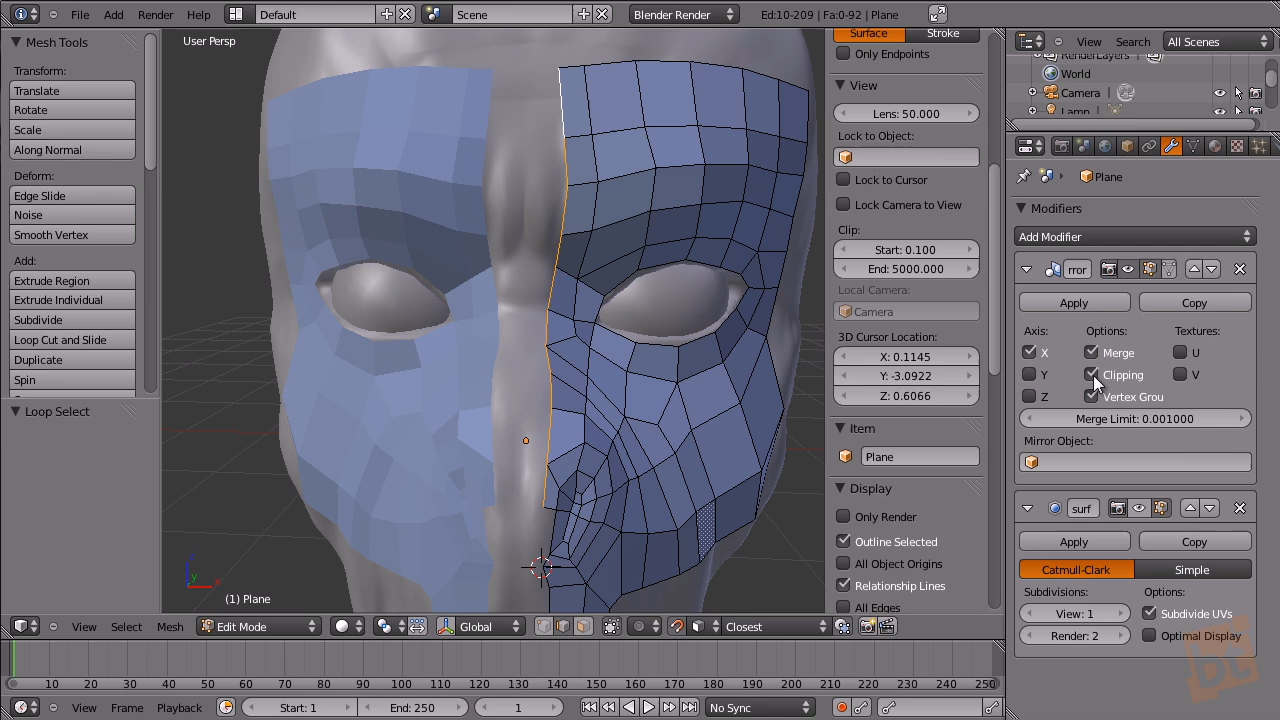 File Add Render Help Default Scene Blender Render Ed:10-209 | Fa:0-92 | Plane
Mesh Tools
Transform:
Translate
Rotate
Scale
Along Normal
Deform:
Edge Slide
Noise
Smooth Vertex
Add:
Extrude Region
Extrude Individual
Subdivide
Loop Cut and Slide
Duplicate
Spin
Loop Select
User Persp
(1) Plane
z
y
x
Surface Stroke
Only Endpoints
View
Lens: 50.000
Lock to Object:
Lock to Cursor
Lock Camera to View
Clip:
Start: 0.100
End: 5000.000
Local Camera:
Camera
3D Cursor Location:
X: 0.1145
Y: -3.0922
Z: 0.6066
Item
Plane
Display
Only Render
Outline Selected
All Object Origins
Relationship Lines
All Edges
View Search All Scenes
RenderLayers
World
Camera
Lamp
Plane
Modifiers
Add Modifier
rror
Apply Copy
Axis: Options: Textures:
X Merge U
Y Clipping V
Z Vertex Grou
Merge Limit: 0.001000
Mirror Object:
surf
Apply Copy
Catmull-Clark Simple
Subdivisions: Options:
View: 1 Subdivide UVs
Render: 2 Optimal Display
View Select Mesh Edit Mode Global Closest
10 20 30 40 50 60 70 80 90 100 110 120 130 140 150 160 170 180 190 200 210 220 230 240 250
View Frame Playback Start: 1 End: 250 1 No Sync